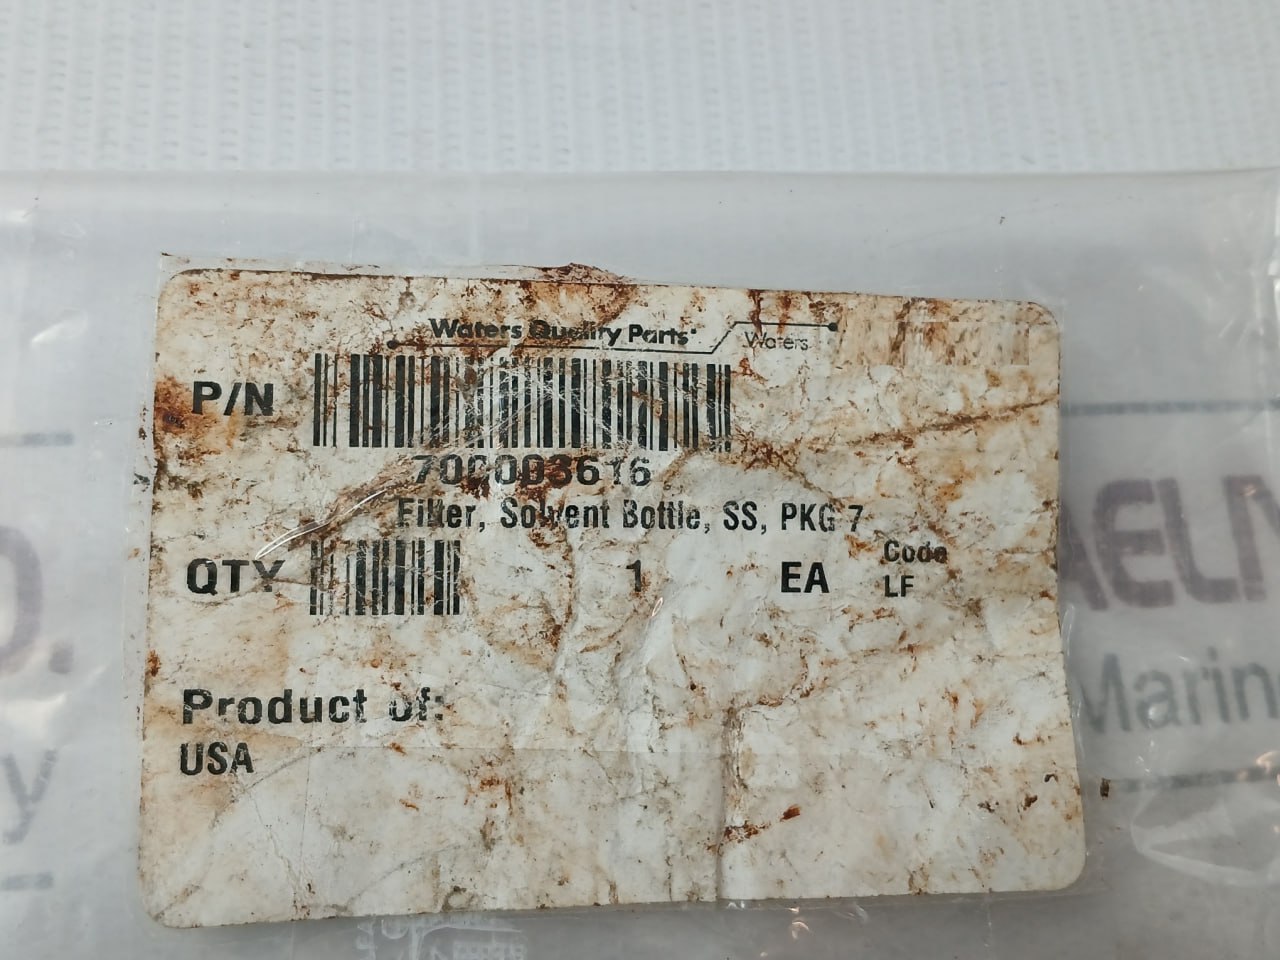 Waters Quality Parts
Waters
P/N
700003616
Filter, Solvent Bottle, SS, PKG 7
QTY
1
EA
Code
LF
Product of:
USA